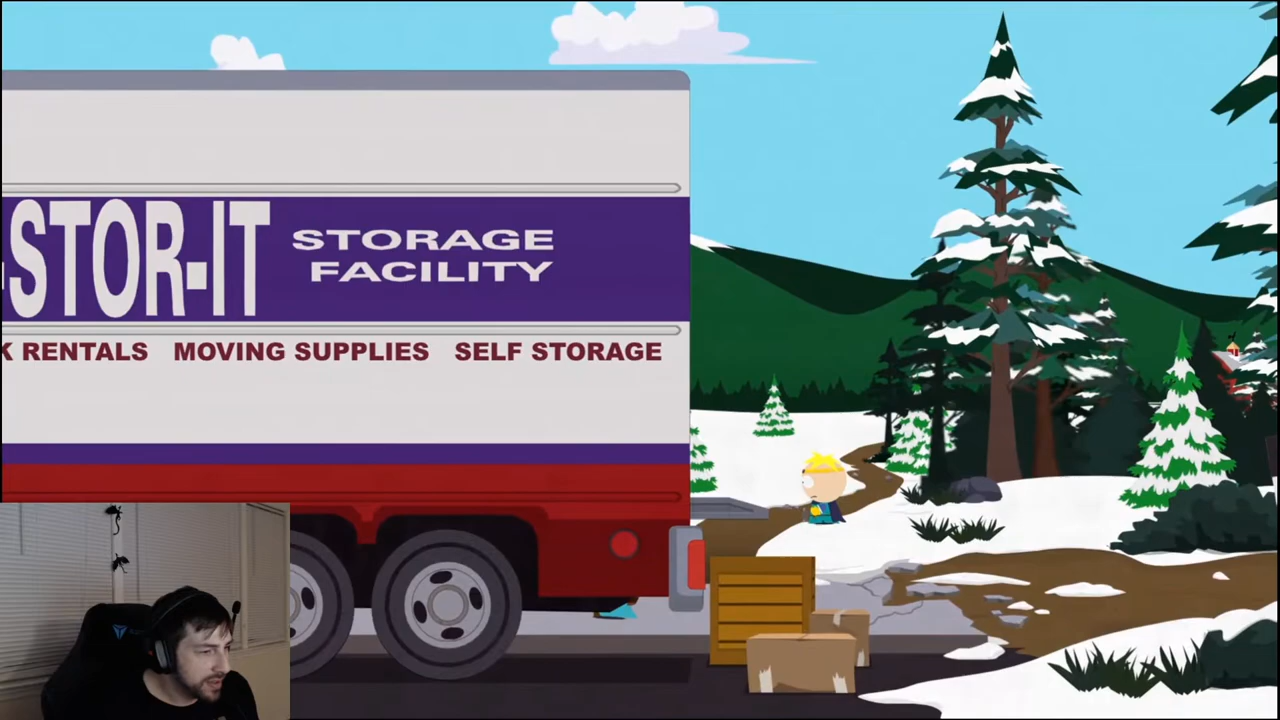 -STOR-IT
STORAGE
FACILITY
K RENTALS MOVING SUPPLIES SELF STORAGE